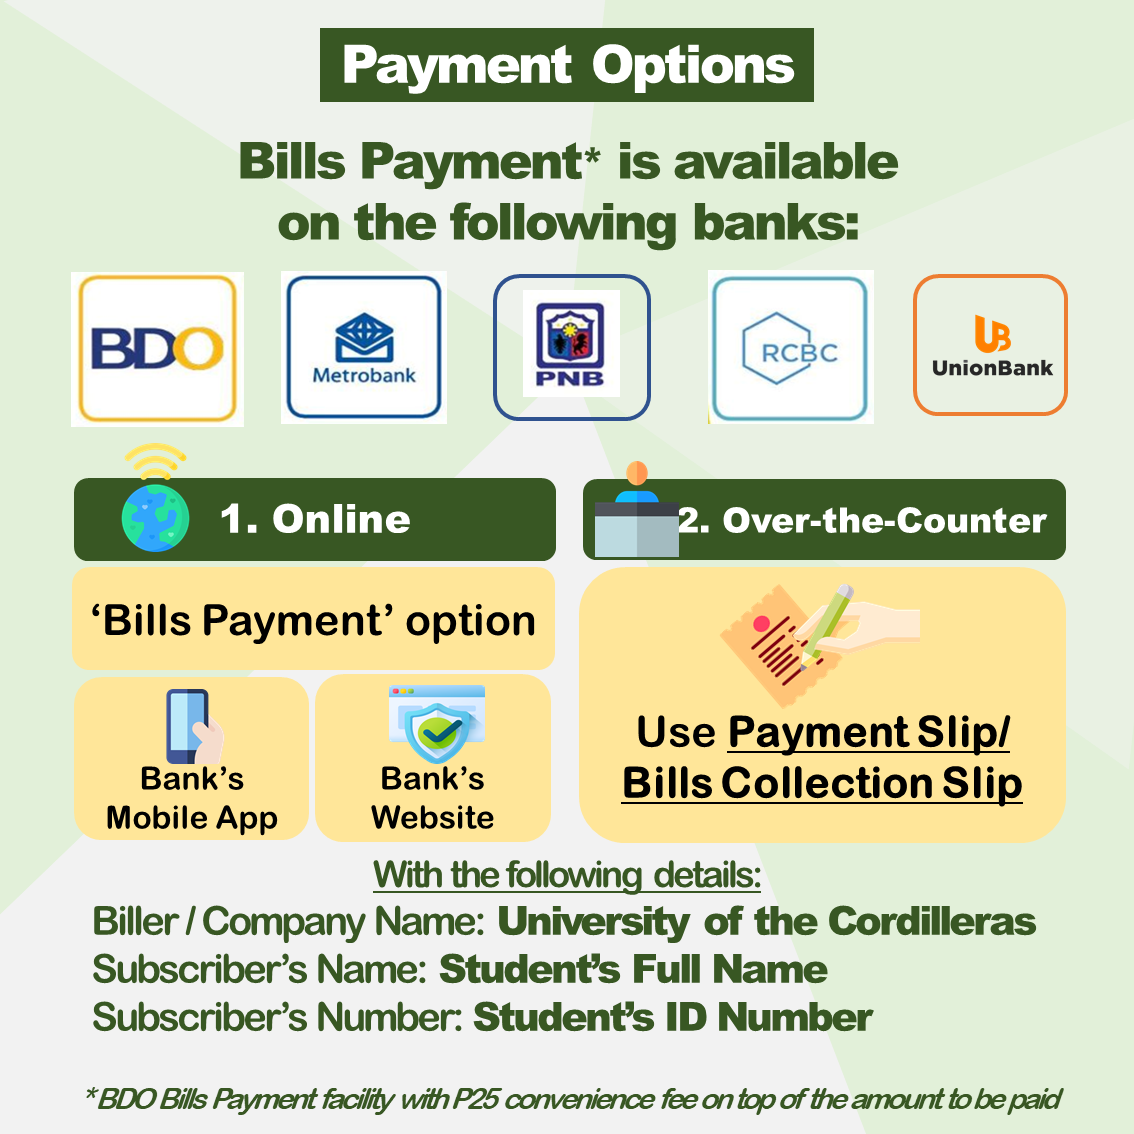 Payment Options
Bills Payment* is available
on the following banks:
BDO
Metrobank
PNB
RCBC
UB
UnionBank
1. Online
2. Over-the-Counter
‘Bills Payment’ option
Bank’s
Mobile App
Bank’s
Website
Use Payment Slip/
Bills Collection Slip
With the following details:
Biller / Company Name: University of the Cordilleras
Subscriber’s Name: Student’s Full Name
Subscriber’s Number: Student’s ID Number
*BDO Bills Payment facility with P25 convenience fee on top of the amount to be paid